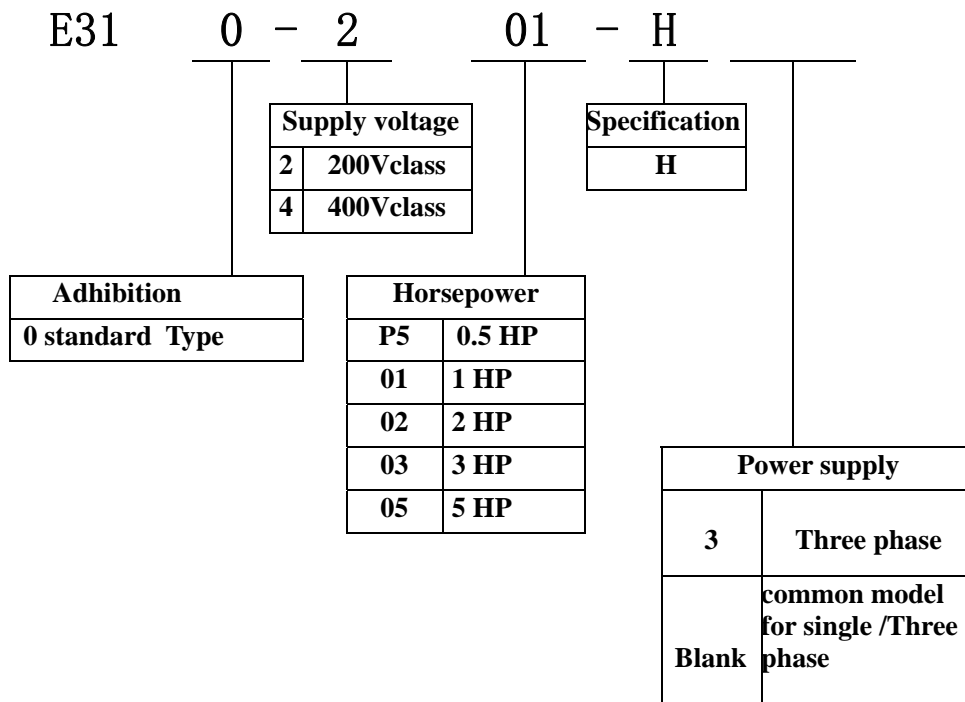 E31 0 - 2 01 - H
Supply voltage
2 200Vclass
4 400Vclass
Specification
H
Adhibition
0 standard Type
Horsepower
P5 0.5 HP
01 1 HP
02 2 HP
03 3 HP
05 5 HP
Power supply
3 Three phase
Blank common model
for single /Three
phase